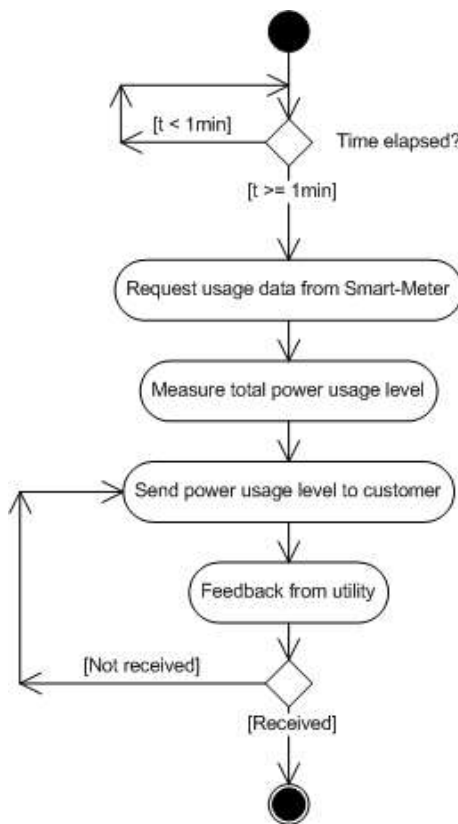 [t < 1min]
Time elapsed?
[t >= 1min]
Request usage data from Smart-Meter
Measure total power usage level
Send power usage level to customer
Feedback from utility
[Not received]
[Received]